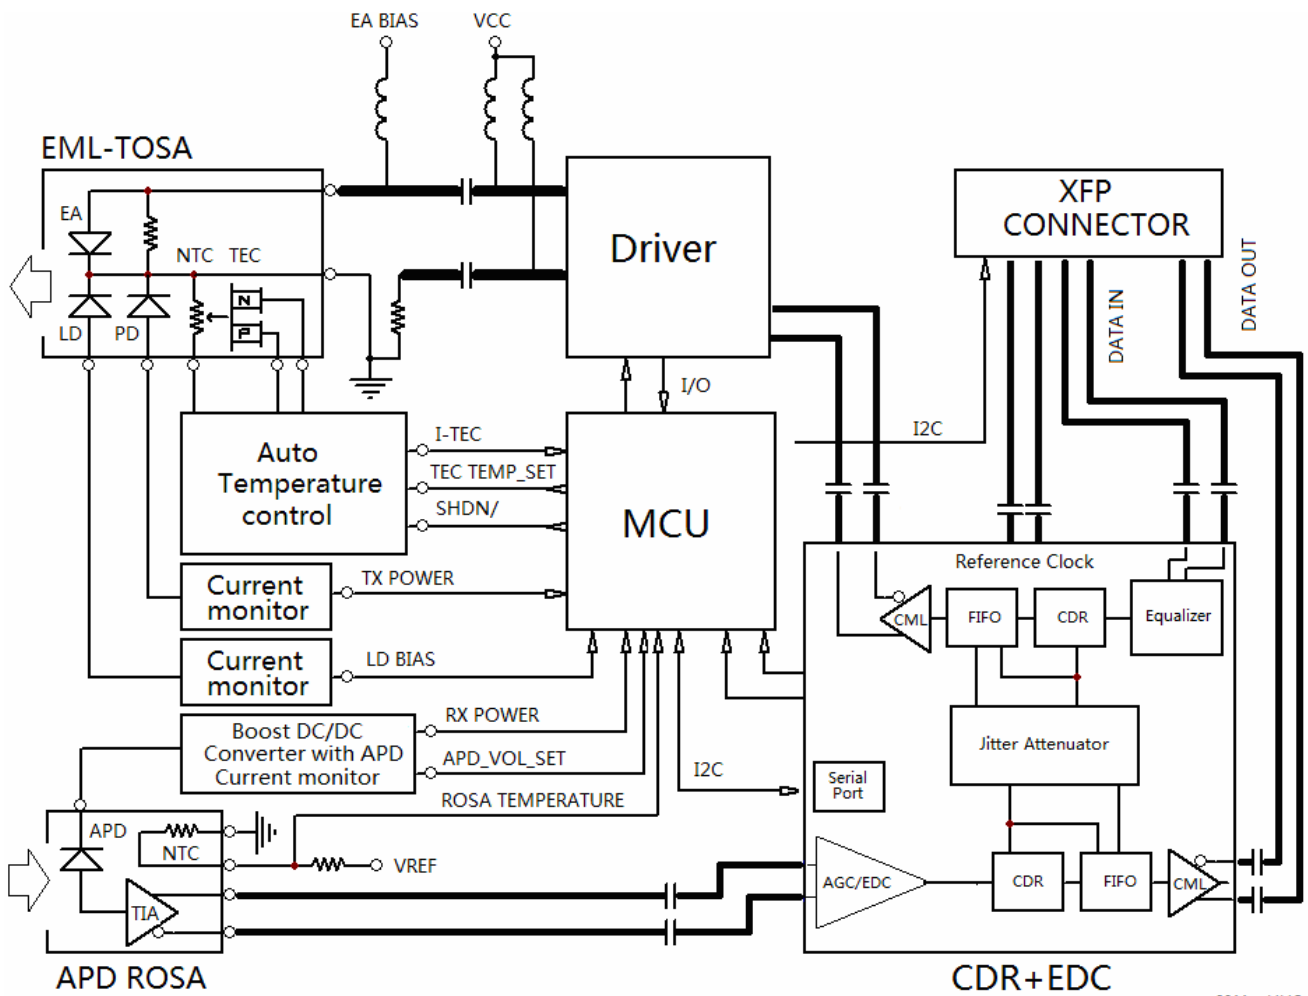 EA BIAS
VCC
EML-TOSA
EA
NTC
TEC
N
P
LD
PD
Driver
XFP
CONNECTOR
DATA IN
DATA OUT
I/O
I2C
Auto
Temperature
control
I-TEC
TEC TEMP_SET
SHDN/
MCU
Current
monitor
TX POWER
Current
monitor
LD BIAS
Boost DC/DC
Converter with APD
Current monitor
RX POWER
APD_VOL_SET
ROSA TEMPERATURE
I2C
Reference Clock
CML
FIFO
CDR
Equalizer
Jitter Attenuator
Serial
Port
APD
NTC
VREF
TIA
AGC/EDC
CDR
FIFO
CML
APD ROSA
CDR+EDC